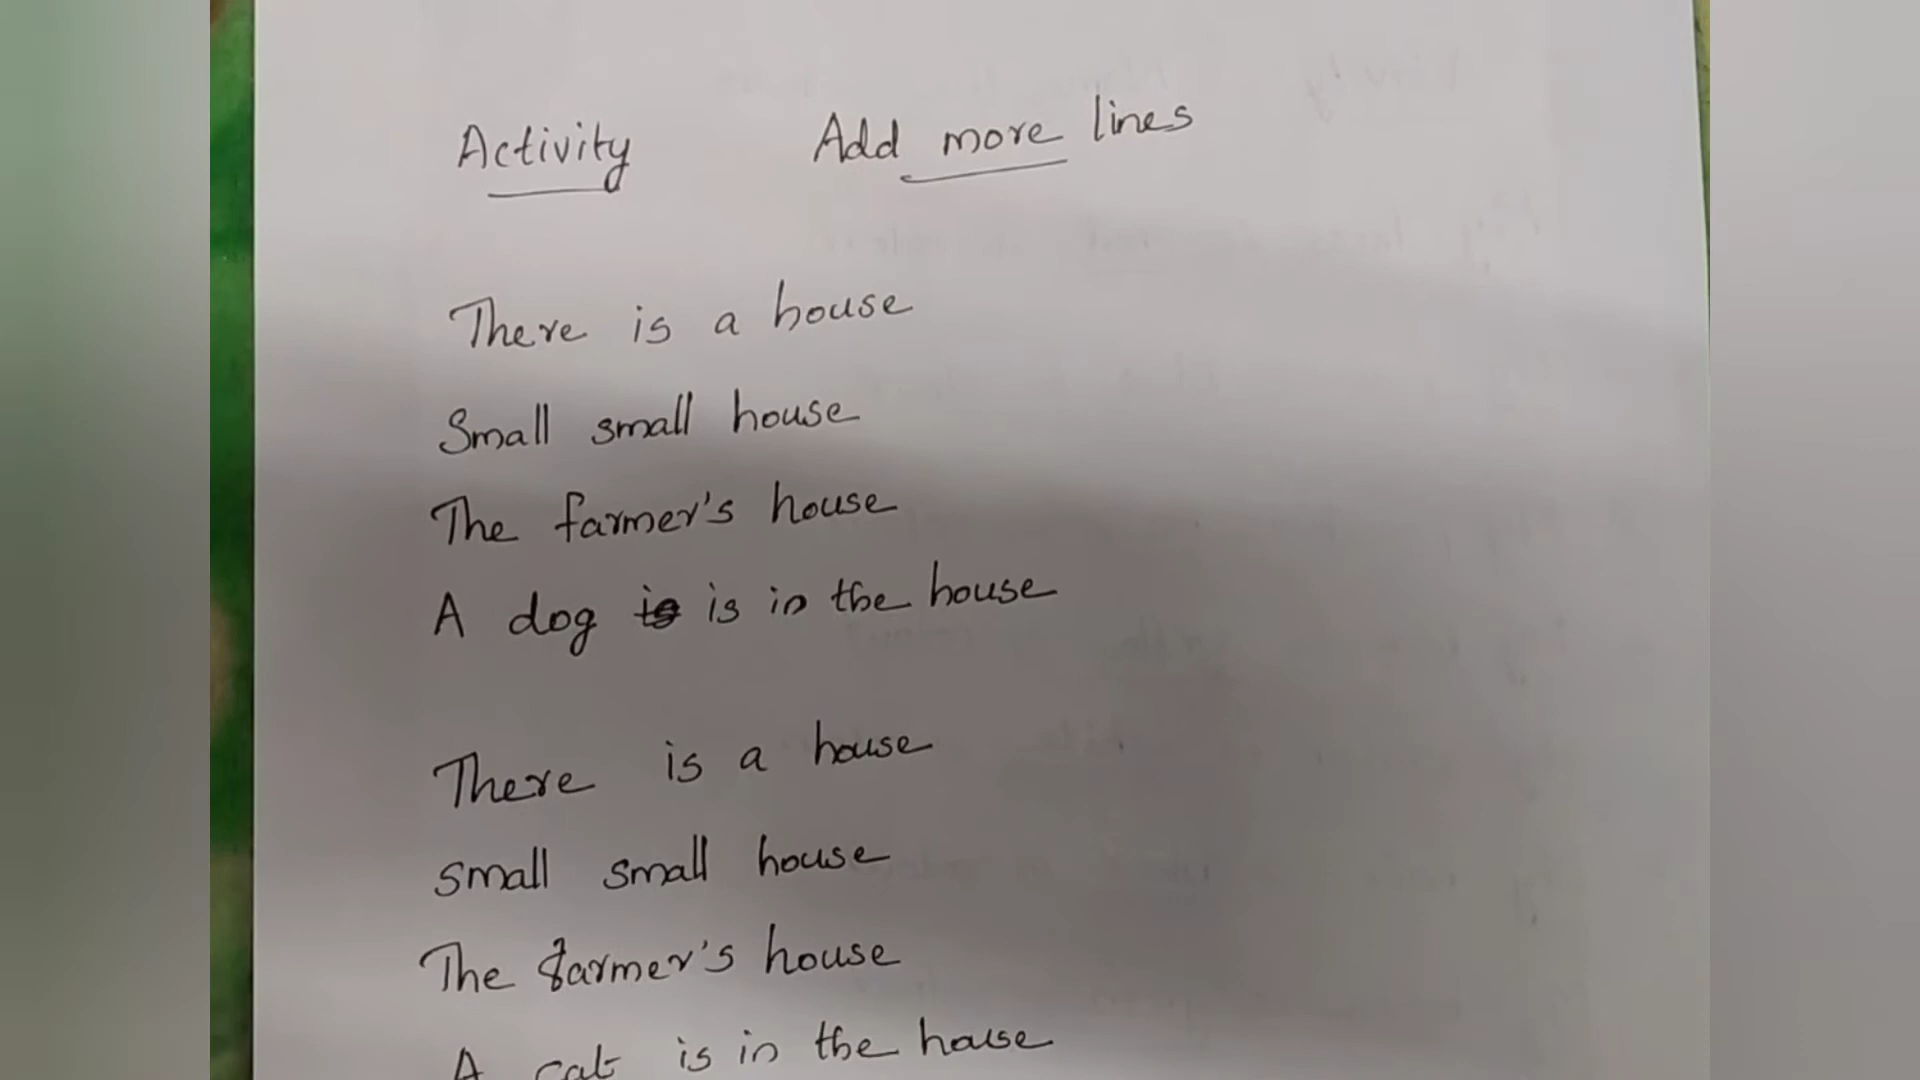 Activity Add more lines
There is a house
Small small house
The farmer's house
A dog is in the house
There is a house
small small house
The farmer's house
A cat is in the house